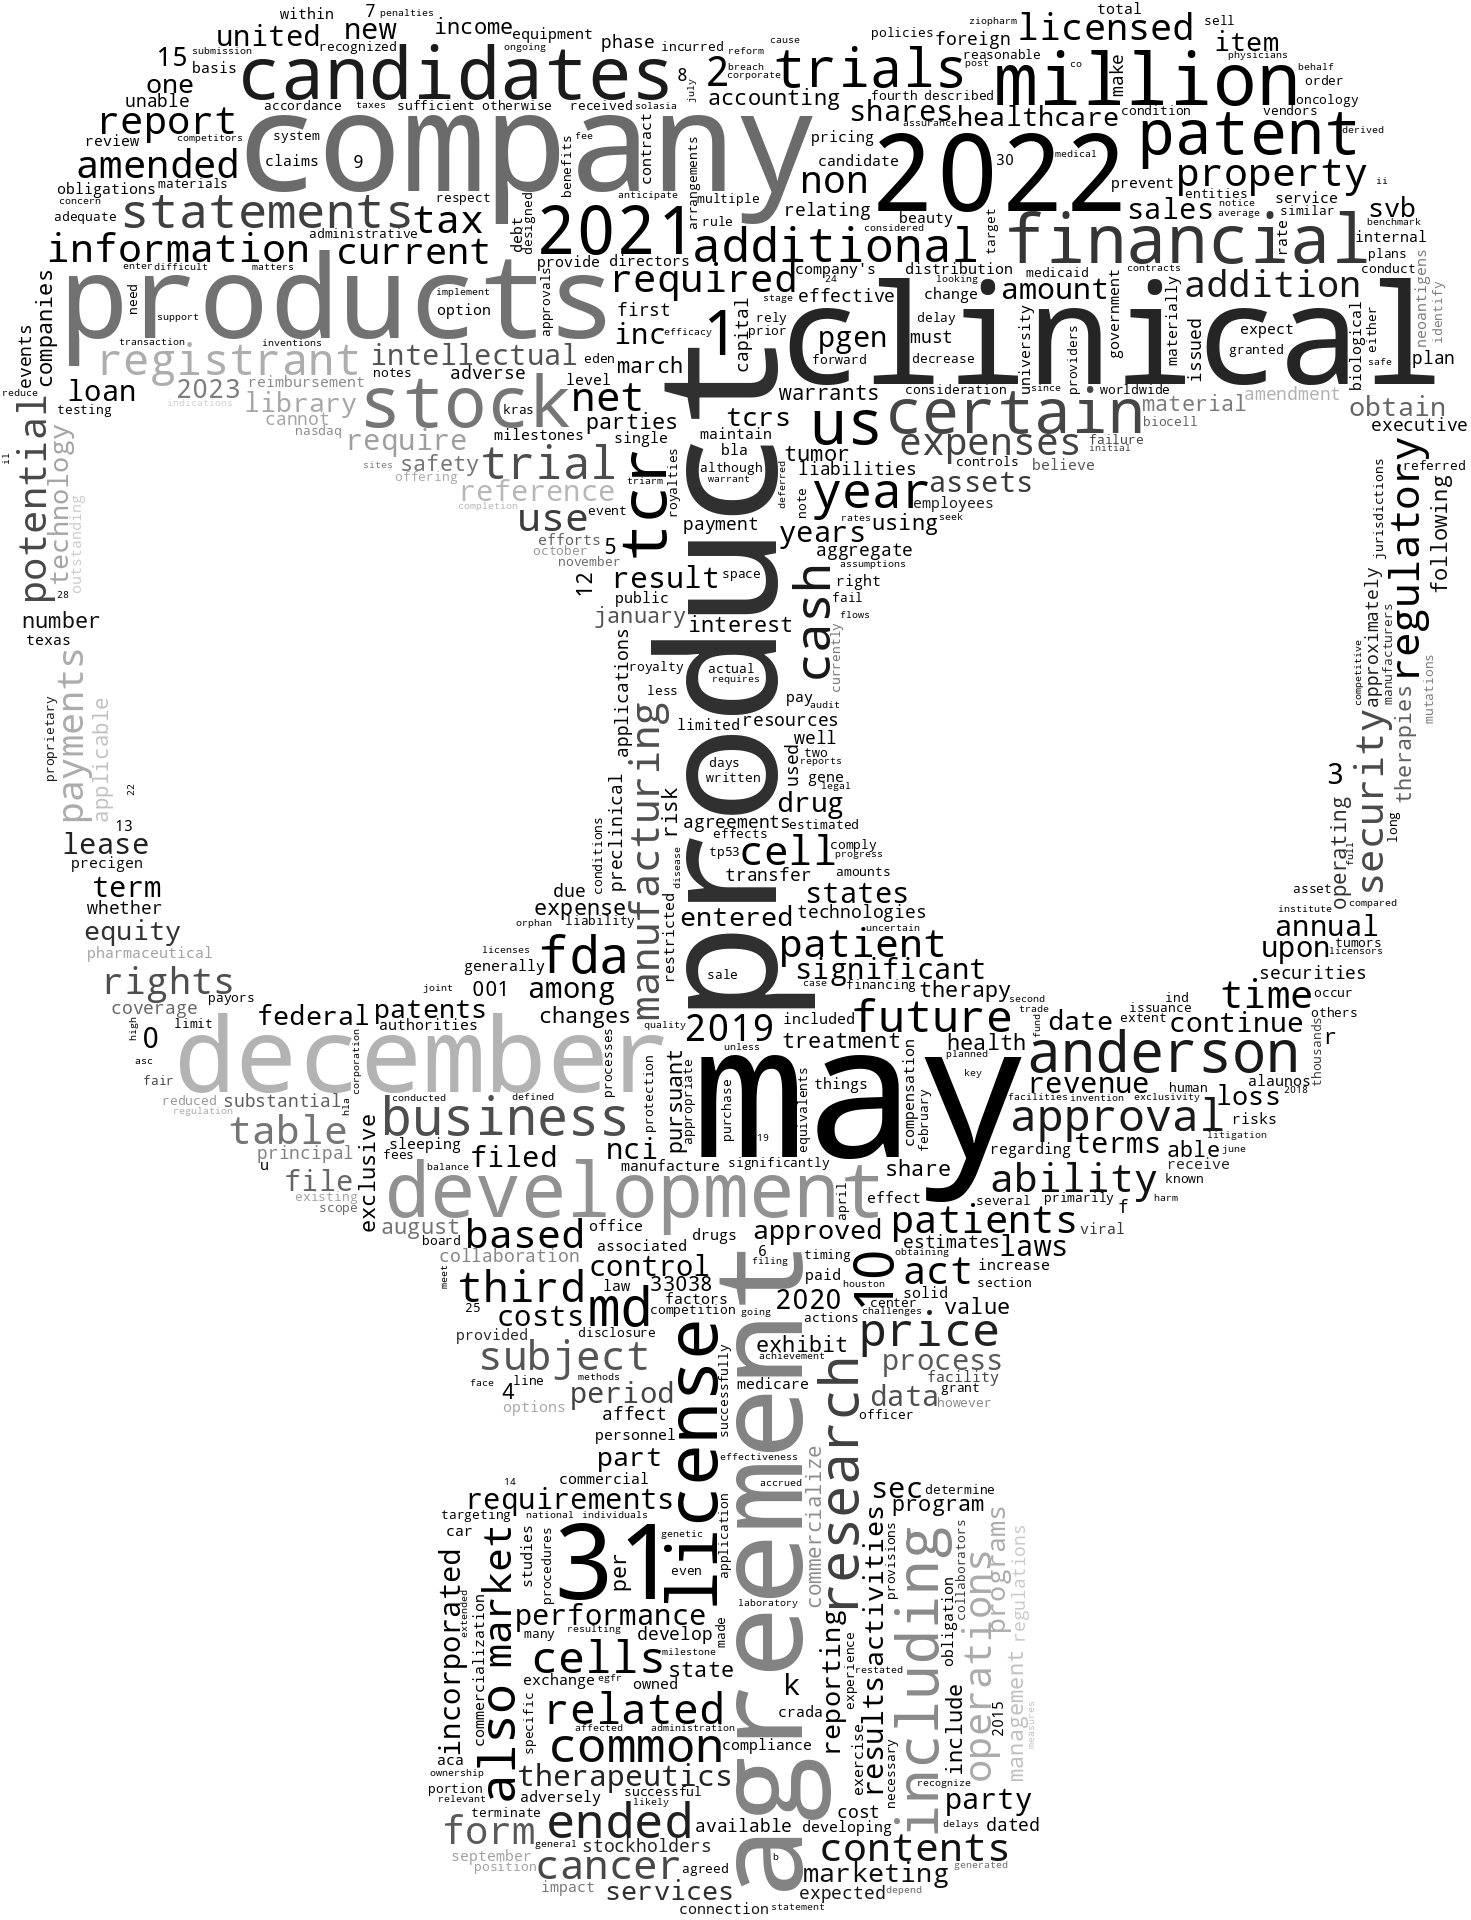 within 7 penalties
united new income equipment
total
ziopharm licensed sell
submission recognized ongoing phase incurred reform cause policies foreign item physicians
15 basis candidates 8 2 breach corporate trials reasonable post co make million behalf
one order
unable accordance taxes sufficient otherwise received solasia july accounting fourth described oncology
report company shares healthcare condition vendors patent derived
review competitors system fee contract assurance pricing
amended claims 9 benefits arrangements candidate 2022 30 medical property
obligations materials respect anticipate multiple non prevent entities ii
concern adequate statements tax designed debt 2021 rule relating beauty target sales notice average service similar svb benchmark
information administrative current provide directors additional considered financial rate internal
enter difficult matters approvals required company's distribution medicaid contracts plans
products need implement option first 24 looking amount government addition conduct
support stage effective change neoantigens identify
events companies transaction inventions inc efficacy 1 capital rely prior pgen delay must university providers materially issued clinical expect granted biological either safe plan
registrant intellectual eden march forward decrease
reduce loan 2023 reimbursement notes adverse level net warrants consideration since worldwide amendment
testing indications library stock kras parties tcrs us certain material obtain
potential cannot nasdaq require milestones single maintain bla tumor expenses failure biocell executive
il technology sites safety trial tcr triarm although warrant liabilities controls initial believe referred
offering reference royalties deferred note year assets jurisdictions regulatory following
outstanding completion use event payment years rates using employees seek
efforts 5 product aggregate
october november space assumptions
28 12 result right
number public cash fail flows approximately manufacturers
texas january interest
payments applications royalty actual requires currently competitive mutations
proprietary applicable less pay audit therapies
manufacturing limited resources security
days written used well two reports
22 preclinical risk gene legal 3
13 agreements drug operating long
lease effects estimated full
precigen conditions tp53 cell comply progress
term disease transfer amounts asset
whether due expense states institute compared
equity orphan liability restricted entered technologies annual
pharmaceutical licenses fda patient uncertain upon tumors licensors
rights generally sale significant securities
coverage payors joint 001 among case financing therapy second time occur
high 0 limit federal patents changes quality 2019 included future trade ind issuance others
asc december authorities unless treatment health fund date extent continue r
fair corporation processes may planned anderson thousands
reduced substantial hla conducted defined protection pursuant appropriate purchase things equivalents compensation february key revenue human alaunos 2018
regulation exclusive business 19 facilities invention exclusivity loss
table sleeping nci approval risks
principal fees filed manufacture significantly regarding terms litigation able june
u file balance share receive
existing scope development april effect several primarily ability harm known
august based office approved f
board collaboration associated drugs 6 timing patients viral
meet third control filing obtaining estimates laws
law 33038 paid houston act increase
25 costs md factors competition going 2020 10 solid section
provided disclosure actions center challenges value
subject exhibit price
face 4 line methods license achievement process
period medicare facility
options affect successfully research data grant however
personnel officer
part agreement effectiveness
14 commercial accrued commercialize sec determine
requirements program
targeting national individuals
car studies procedures 31 genetic application activities provisions including collaborators programs regulations
incorporated also market per even laboratory operations
extended commercialization performance obligation
many resulting develop made reporting experience
cells milestone state restated results management
exchange egfr owned k include 2015
specific related crada measures
affected administration exercise
aca common compliance necessary
ownership therapeutics recognize
portion successful
relevant adversely likely cost party
terminate ended available developing delays dated
form general stockholders contents
september position cancer agreed b marketing generated
impact services expected depend
connection statement